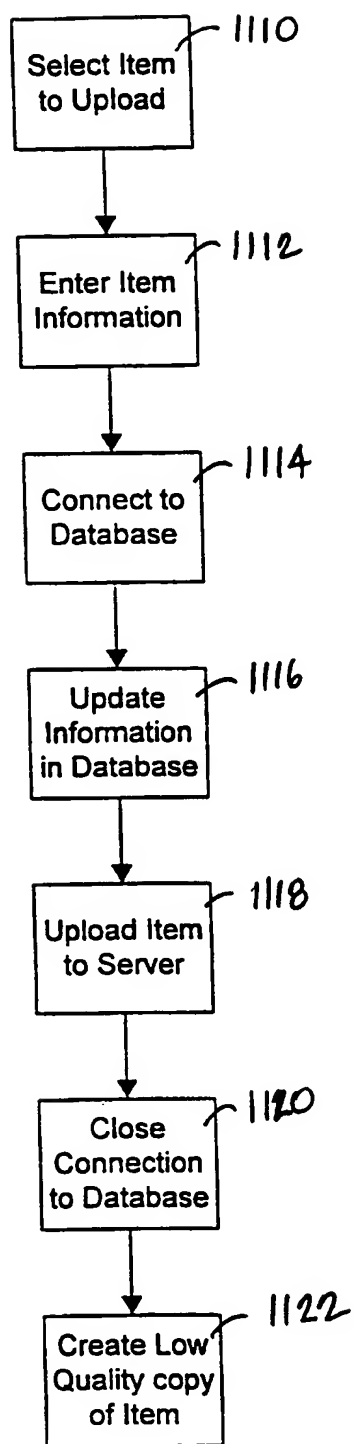 1110
Select Item
to Upload
1112
Enter Item
Information
1114
Connect to
Database
1116
Update
Information
in Database
1118
Upload Item
to Server
1120
Close
Connection
to Database
1122
Create Low
Quality copy
of Item